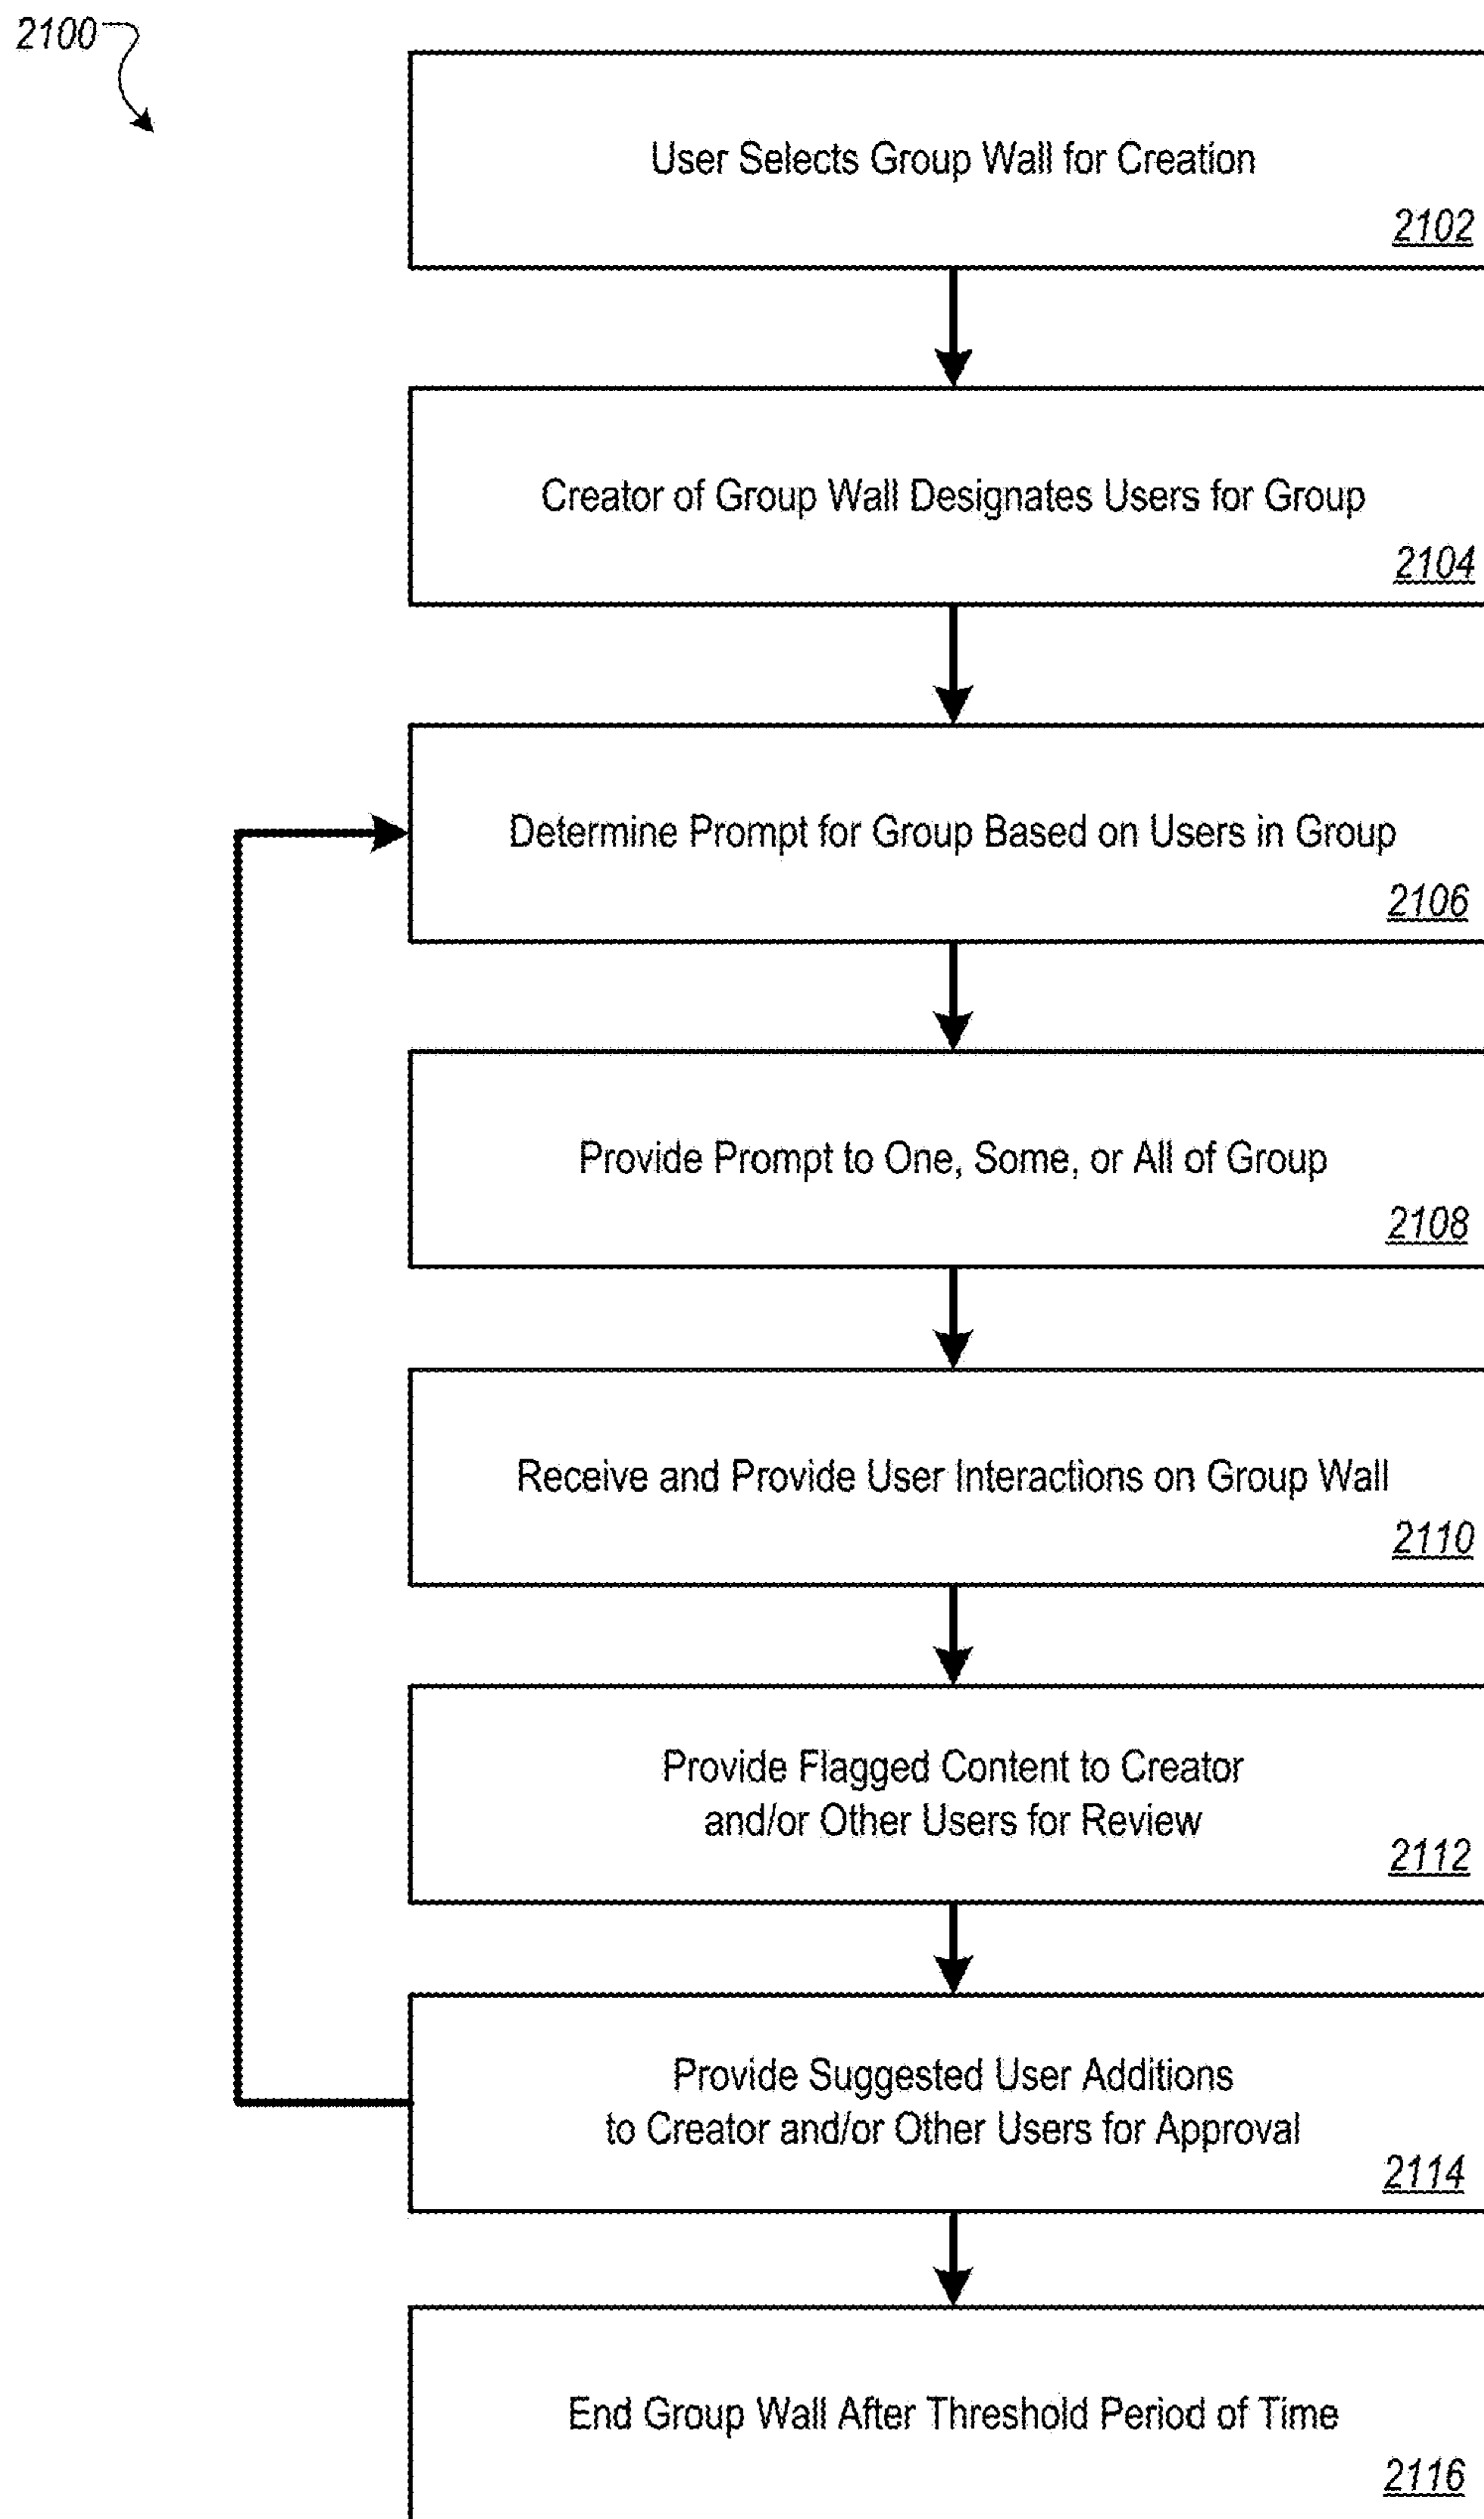 2100
User Selects Group Wall for Creation
2102
Creator of Group Wall Designates Users for Group
2104
Determine Prompt for Group Based on Users in Group
2106
Provide Prompt to One, Some, or All of Group
2108
Receive and Provide User Interactions on Group Wall
2110
Provide Flagged Content to Creator
and/or Other Users for Review
2112
Provide Suggested User Additions
to Creator and/or Other Users for Approval
2114
End Group Wall After Threshold Period of Time
2116